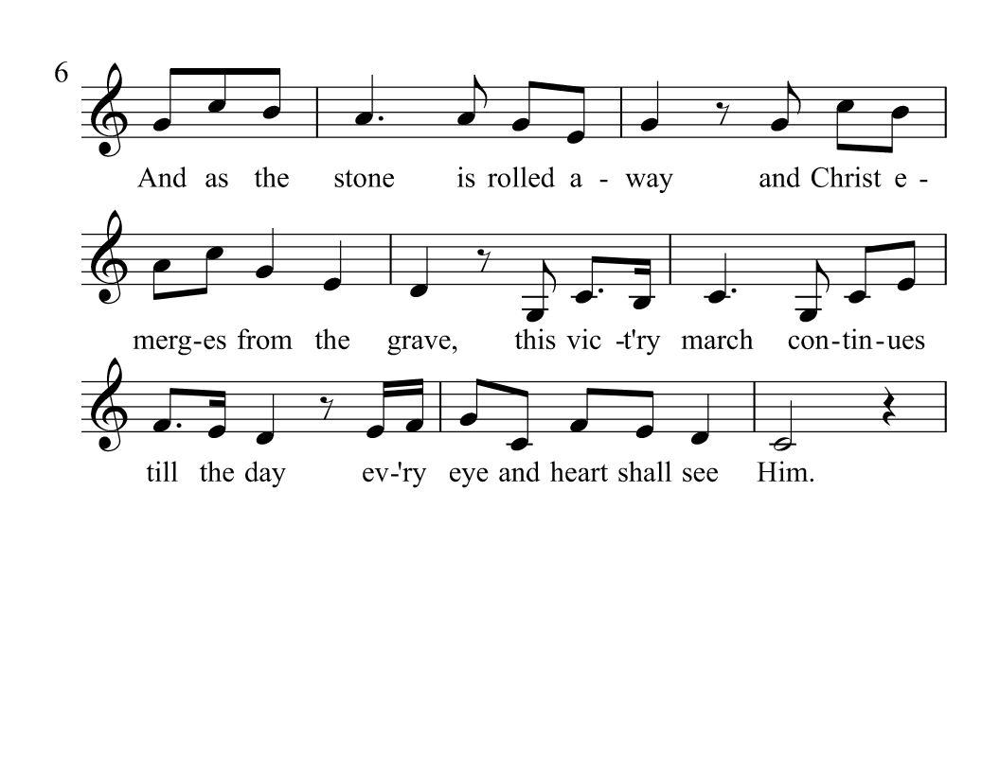 6
And as the stone is rolled a - way and Christ e -
merg-es from the grave, this vic -t'ry march con-tin-ues
till the day ev-'ry eye and heart shall see Him.